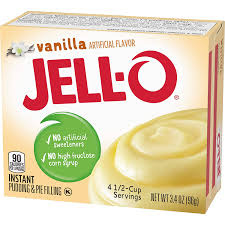 vanilla ARTIFICIAL FLAVOR
JELL-O
NO artificial
sweeteners
NO high fructose
corn syrup
90
CALORIES
INSTANT
PUDDING & PIE FILLING K
4 1/2-Cup
Servings
NET WT 3.4 OZ (96g)